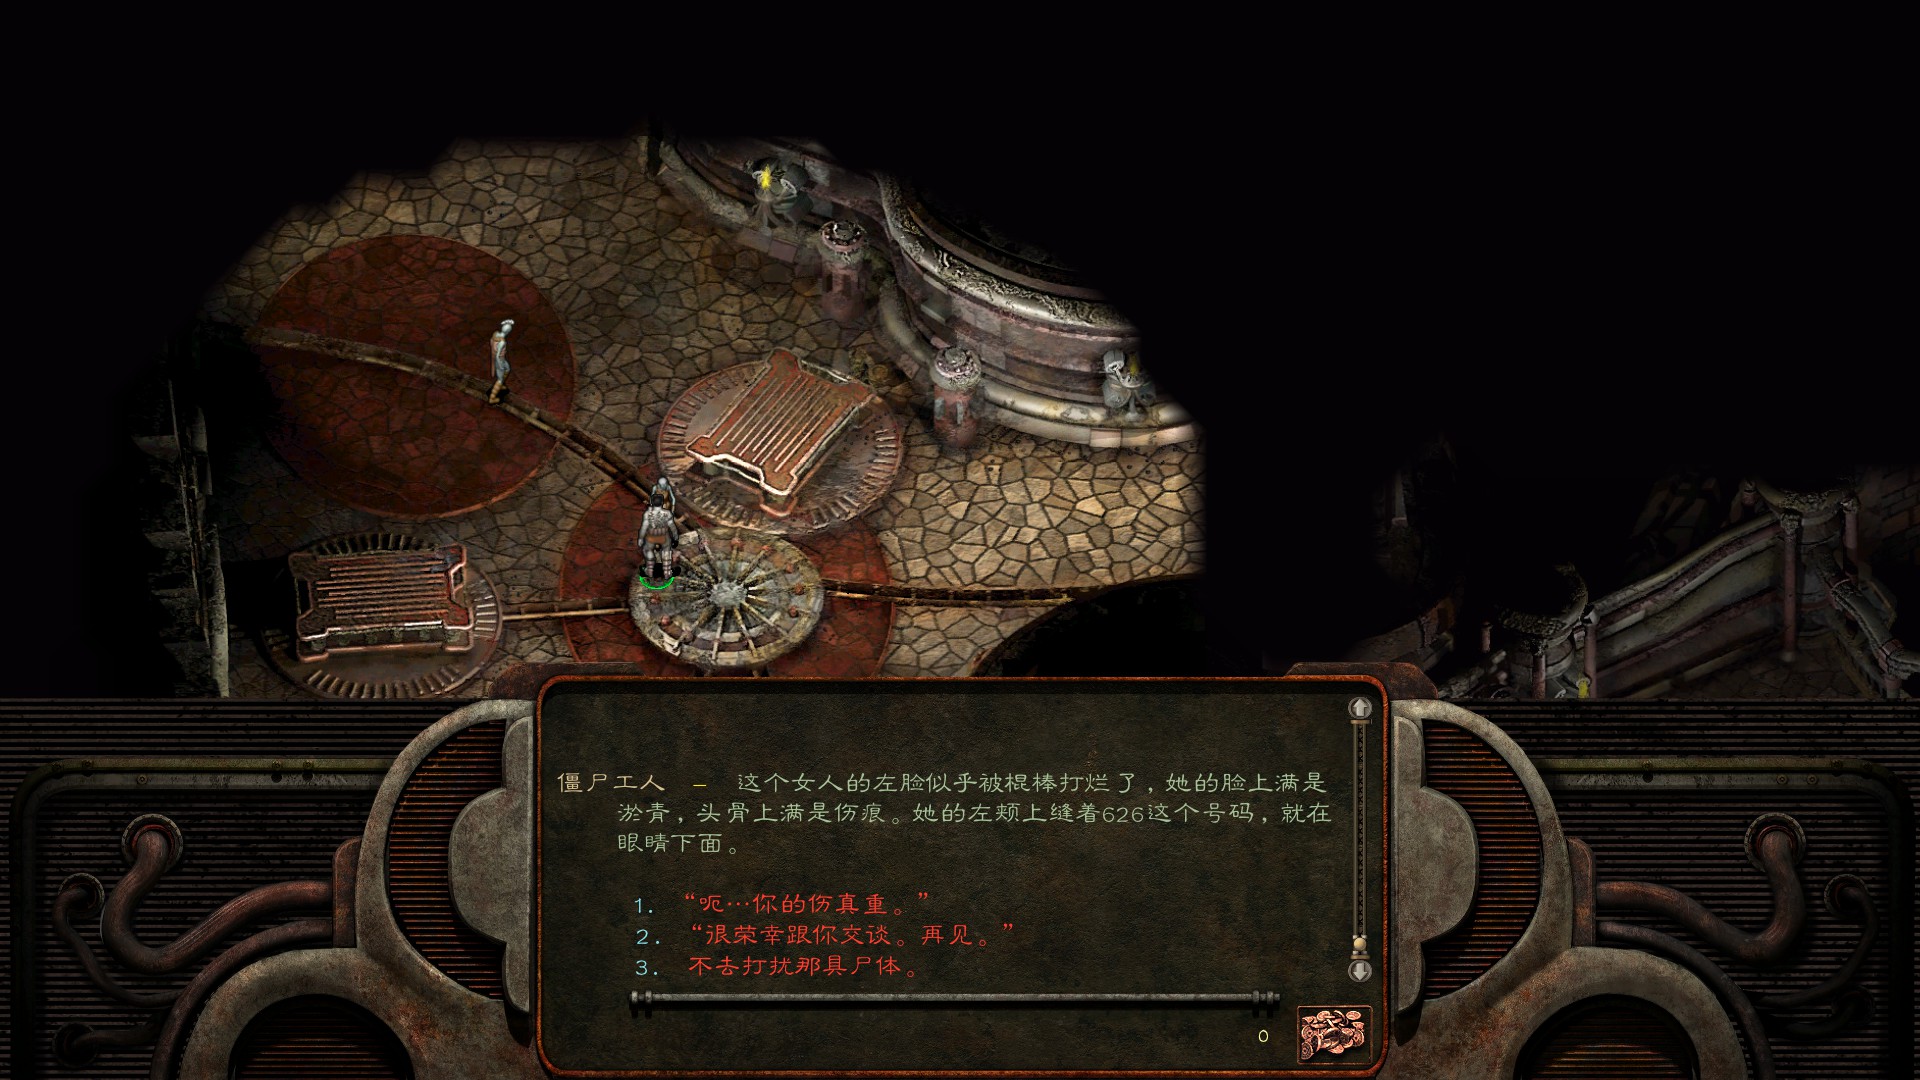 僵尸工人 － 这个女人的左脸似乎被棍棒打烂了，她的脸上满是
淤青，头骨上满是伤痕。她的左颊上缝着626这个号码，就在
眼睛下面。
1. “呃…你的伤真重。”
2. “很荣幸跟你交谈。再见。”
3. 不去打扰那具尸体。
0